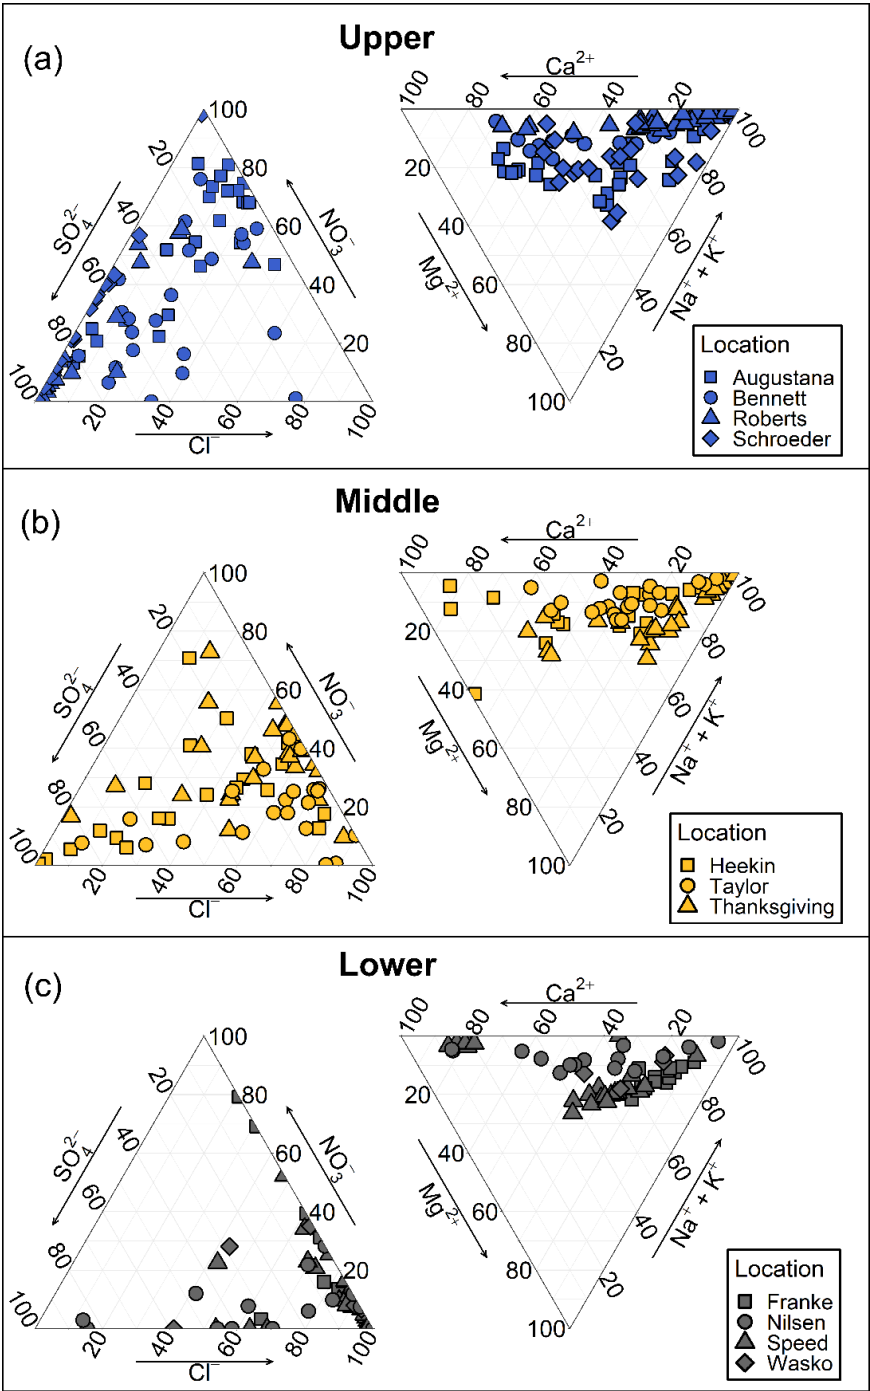 Upper
(a)
Ca²⁺
100 80 60 40 20 100
100
20 80
SO₄²⁻
40 60
NO₃⁻
60 40
80 20
100 20 40 60 80 100
Cl⁻
20 80
Mg²⁺
40 60
60 40
Na⁺ + K⁺
80 20
100
Location
Augustana
Bennett
Roberts
Schroeder
Middle
(b)
Ca²⁺
100 80 60 40 20 100
100
20 80
SO₄²⁻
40 60
NO₃⁻
60 40
80 20
100 20 40 60 80 100
Cl⁻
20 80
Mg²⁺
40 60
60 40
Na⁺ + K⁺
80 20
100
Location
Heekin
Taylor
Thanksgiving
Lower
(c)
Ca²⁺
100 80 60 40 20 100
100
20 80
SO₄²⁻
40 60
NO₃⁻
60 40
80 20
100 20 40 60 80 100
Cl⁻
20 80
Mg²⁺
40 60
60 40
Na⁺ + K⁺
80 20
100
Location
Franke
Nilsen
Speed
Wasko